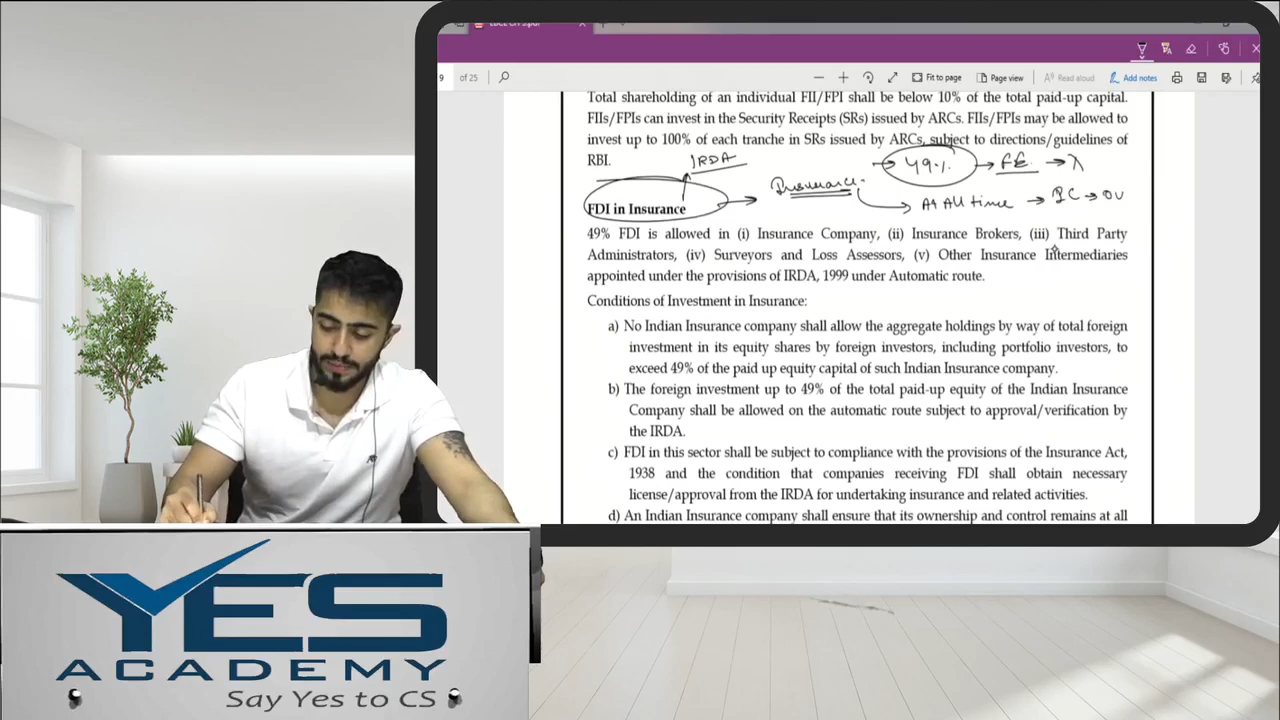 9 of 25
Fit to page
Page view
Read aloud
Add notes
Total shareholding of an individual FII/FPI shall be below 10% of the total paid-up capital.
FIIs/FPIs can invest in the Security Receipts (SRs) issued by ARCs. FIIs/FPIs may be allowed to
invest up to 100% of each tranche in SRs issued by ARCs, subject to directions/guidelines of
RBI.
IRDA
49%
FE
Insurance
At All time
IC
FDI in Insurance
49% FDI is allowed in (i) Insurance Company, (ii) Insurance Brokers, (iii) Third Party
Administrators, (iv) Surveyors and Loss Assessors, (v) Other Insurance Intermediaries
appointed under the provisions of IRDA, 1999 under Automatic route.
Conditions of Investment in Insurance:
a) No Indian Insurance company shall allow the aggregate holdings by way of total foreign
investment in its equity shares by foreign investors, including portfolio investors, to
exceed 49% of the paid up equity capital of such Indian Insurance company.
b) The foreign investment up to 49% of the total paid-up equity of the Indian Insurance
Company shall be allowed on the automatic route subject to approval/verification by
the IRDA.
c) FDI in this sector shall be subject to compliance with the provisions of the Insurance Act,
1938 and the condition that companies receiving FDI shall obtain necessary
license/approval from the IRDA for undertaking insurance and related activities.
d) An Indian Insurance company shall ensure that its ownership and control remains at all
YES
ACADEMY
Say Yes to CS